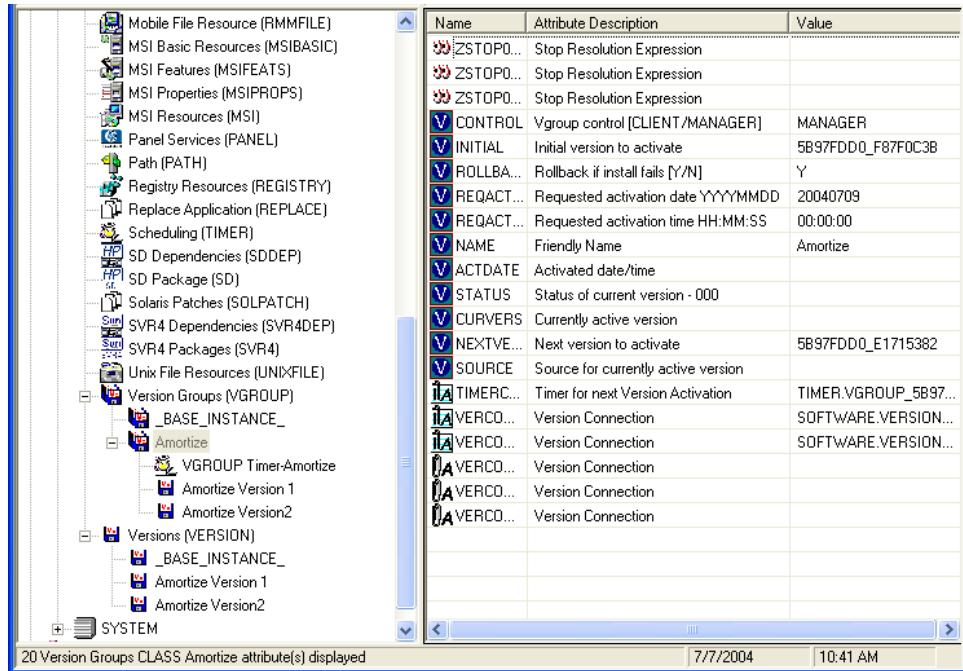 Mobile File Resource (RMMFILE)
MSI Basic Resources (MSIBASIC)
MSI Features (MSIFEATS)
MSI Properties (MSIPROPS)
MSI Resources (MSI)
Panel Services (PANEL)
Path (PATH)
Registry Resources (REGISTRY)
Replace Application (REPLACE)
Scheduling (TIMER)
SD Dependencies (SDDEP)
SD Package (SD)
Solaris Patches (SOLPATCH)
SVR4 Dependencies (SVR4DEP)
SVR4 Packages (SVR4)
Unix File Resources (UNIXFILE)
Version Groups (VGROUP)
_BASE_INSTANCE_
Amortize
VGROUP Timer-Amortize
Amortize Version 1
Amortize Version2
Versions (VERSION)
_BASE_INSTANCE_
Amortize Version 1
Amortize Version2
SYSTEM
Name Attribute Description Value
ZSTOP0... Stop Resolution Expression
ZSTOP0... Stop Resolution Expression
ZSTOP0... Stop Resolution Expression
CONTROL Vgroup control [CLIENT/MANAGER] MANAGER
INITIAL Initial version to activate 5B97FDD0_F87F0C3B
ROLLBA... Rollback if install fails [Y/N] Y
REQACT... Requested activation date YYYYMMDD 20040709
REQACT... Requested activation time HH:MM:SS 00:00:00
NAME Friendly Name Amortize
ACTDATE Activated date/time
STATUS Status of current version - 000
CURVERS Currently active version
NEXTVE... Next version to activate 5B97FDD0_E1715382
SOURCE Source for currently active version
TIMERC... Timer for next Version Activation TIMER.VGROUP_5B97...
VERCO... Version Connection SOFTWARE.VERSION...
VERCO... Version Connection SOFTWARE.VERSION...
VERCO... Version Connection
VERCO... Version Connection
VERCO... Version Connection
20 Version Groups CLASS Amortize attribute(s) displayed 7/7/2004 10:41 AM